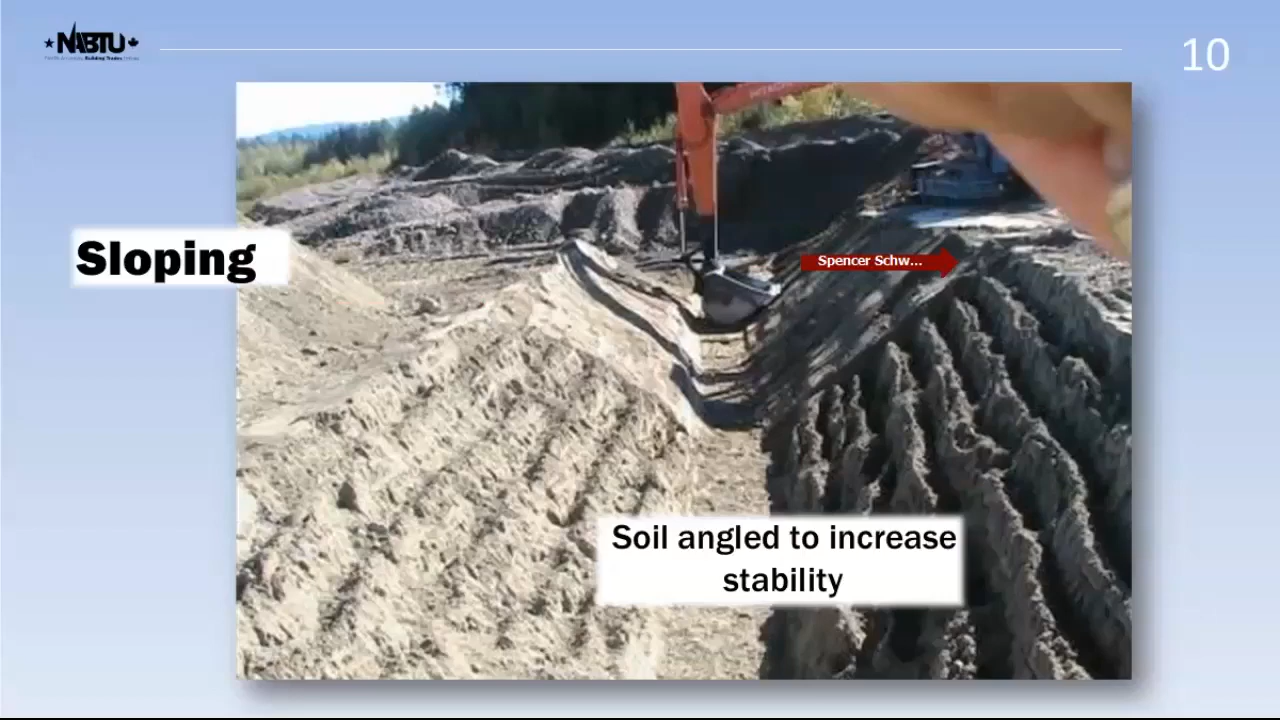 NABTU
10
Sloping
Spencer Schw...
Soil angled to increase
stability